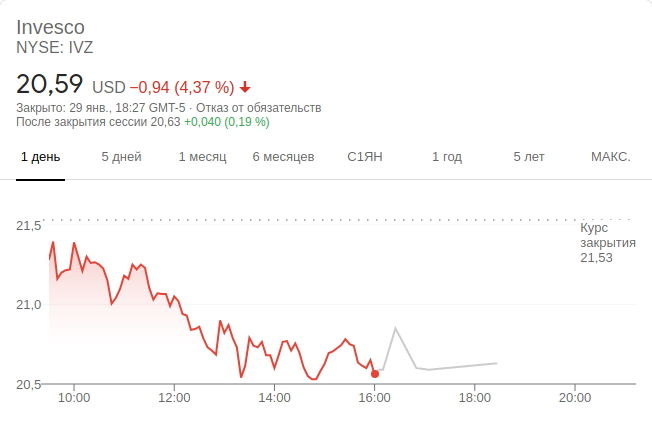 Invesco
NYSE: IVZ
20,59 USD −0,94 (4,37 %)
Закрыто: 29 янв., 18:27 GMT-5 · Отказ от обязательств
После закрытия сессии 20,63 +0,040 (0,19 %)
1 день 5 дней 1 месяц 6 месяцев С1ЯН 1 год 5 лет МАКС.
21,5
Курс
закрытия
21,53
21,0
20,5
10:00 12:00 14:00 16:00 18:00 20:00